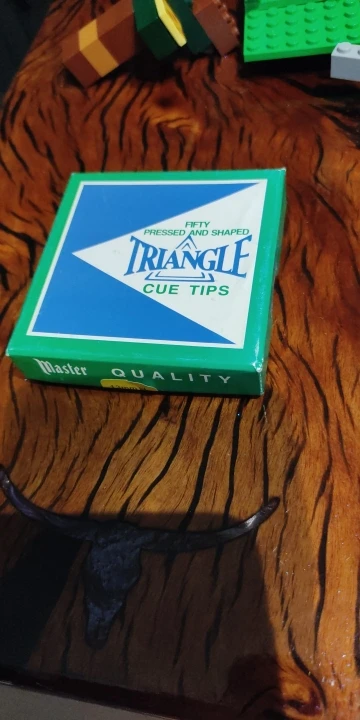 FIFTY
PRESSED AND SHAPED
TRIANGLE
CUE TIPS
Master QUALITY